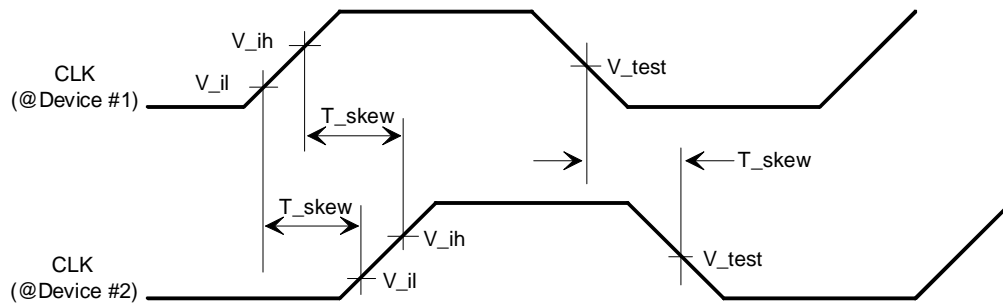 V_ih
V_test
CLK
(@Device #1)
V_il
T_skew
T_skew
T_skew
V_ih
V_test
CLK
(@Device #2)
V_il